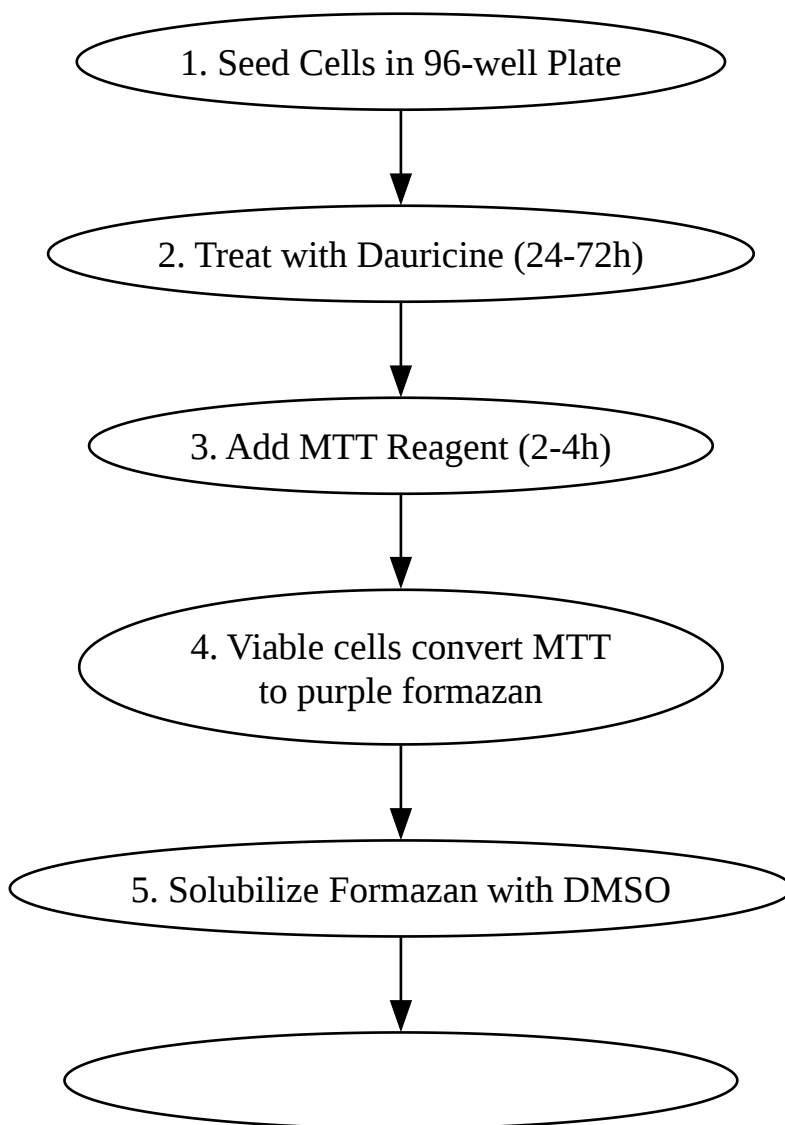 1. Seed Cells in 96-well Plate
2. Treat with Dauricine (24-72h)
3. Add MTT Reagent (2-4h)
4. Viable cells convert MTT
to purple formazan
5. Solubilize Formazan with DMSO